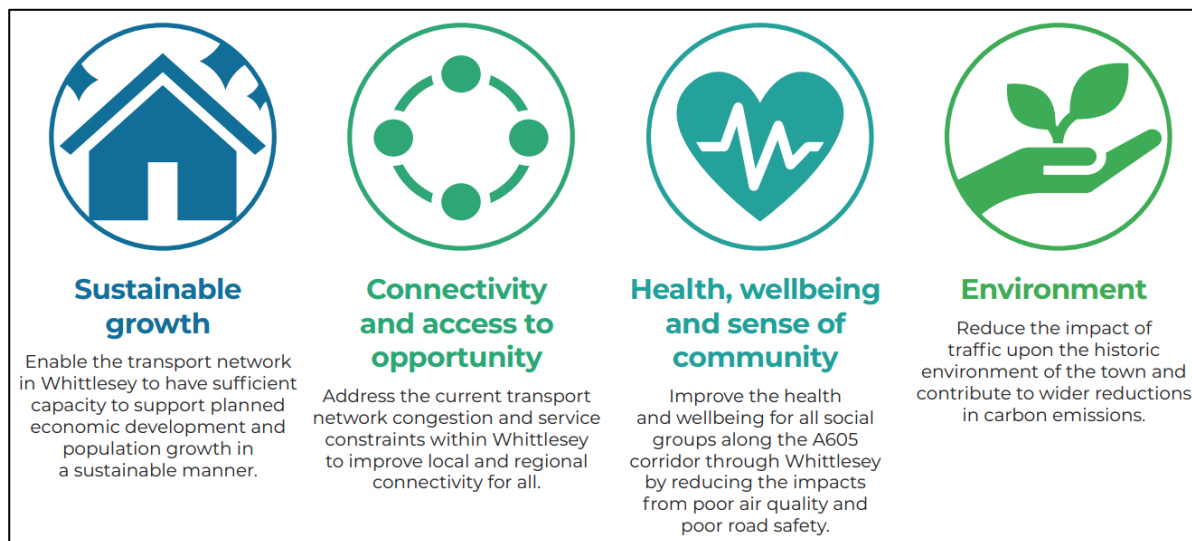 Sustainable
growth
Enable the transport network
in Whittlesey to have sufficient
capacity to support planned
economic development and
population growth in
a sustainable manner.
Connectivity
and access to
opportunity
Address the current transport
network congestion and service
constraints within Whittlesey
to improve local and regional
connectivity for all.
Health, wellbeing
and sense of
community
Improve the health
and wellbeing for all social
groups along the A605
corridor through Whittlesey
by reducing the impacts
from poor air quality and
poor road safety.
Environment
Reduce the impact of
traffic upon the historic
environment of the town and
contribute to wider reductions
in carbon emissions.